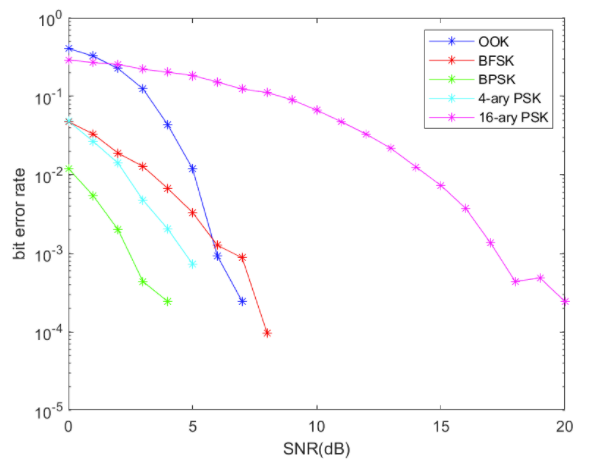 10^0
10^-1
10^-2
10^-3
10^-4
10^-5
bit error rate
OOK
BFSK
BPSK
4-ary PSK
16-ary PSK
0 5 10 15 20
SNR(dB)